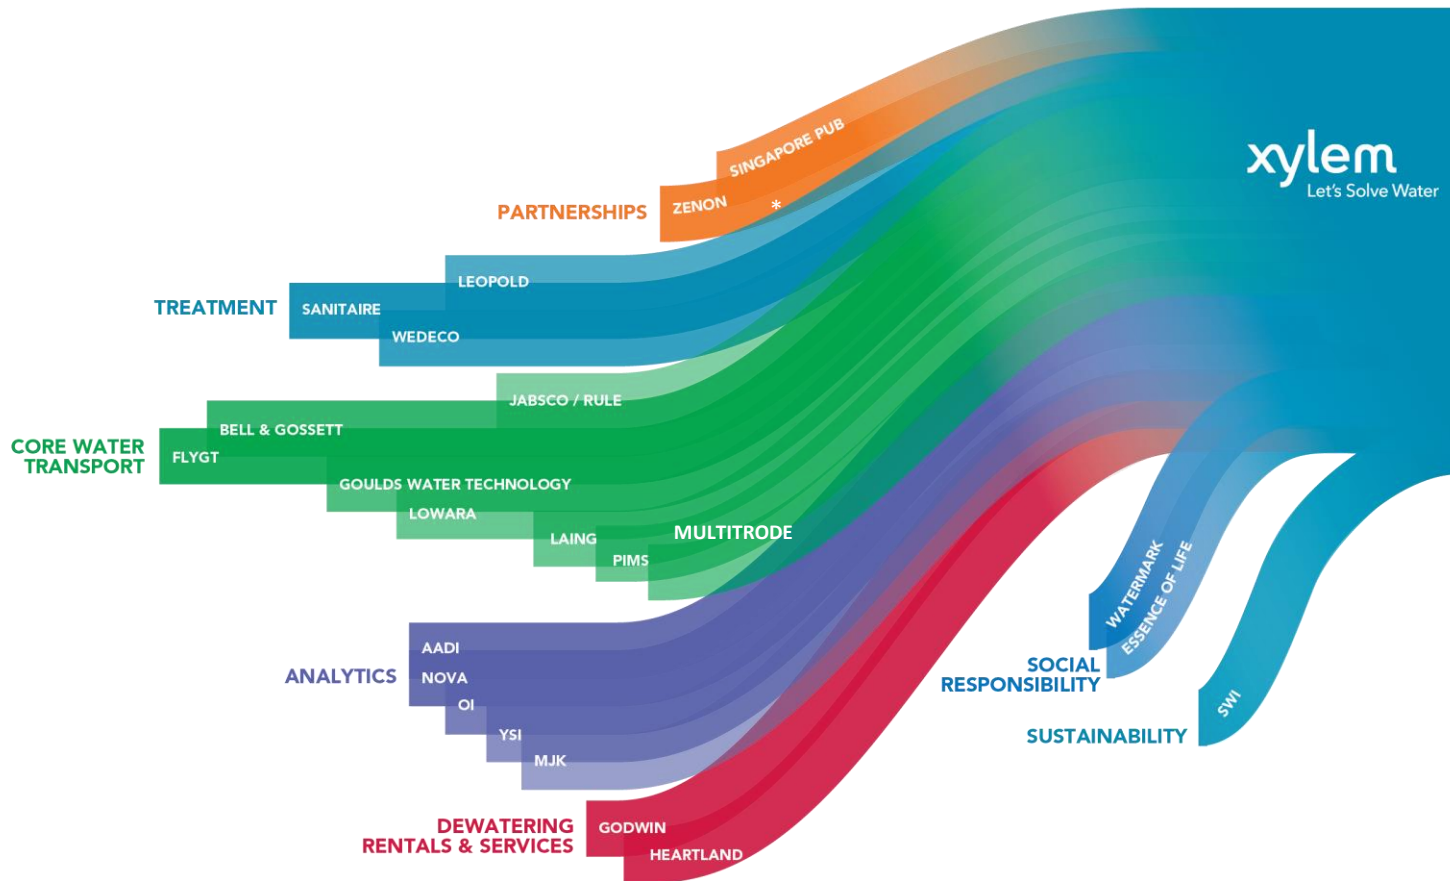 SINGAPORE PUB
xylem
Let's Solve Water
PARTNERSHIPS
ZENON
*
LEOPOLD
TREATMENT
SANITAIRE
WEDECO
JABSCO / RULE
BELL & GOSSETT
CORE WATER
TRANSPORT
FLYGT
GOULDS WATER TECHNOLOGY
LOWARA
LAING
MULTITRODE
PIMS
WATERMARK
ESSENCE OF LIFE
SOCIAL
RESPONSIBILITY
AADI
ANALYTICS
NOVA
OI
YSI
MJK
SWI
SUSTAINABILITY
DEWATERING
RENTALS & SERVICES
GODWIN
HEARTLAND